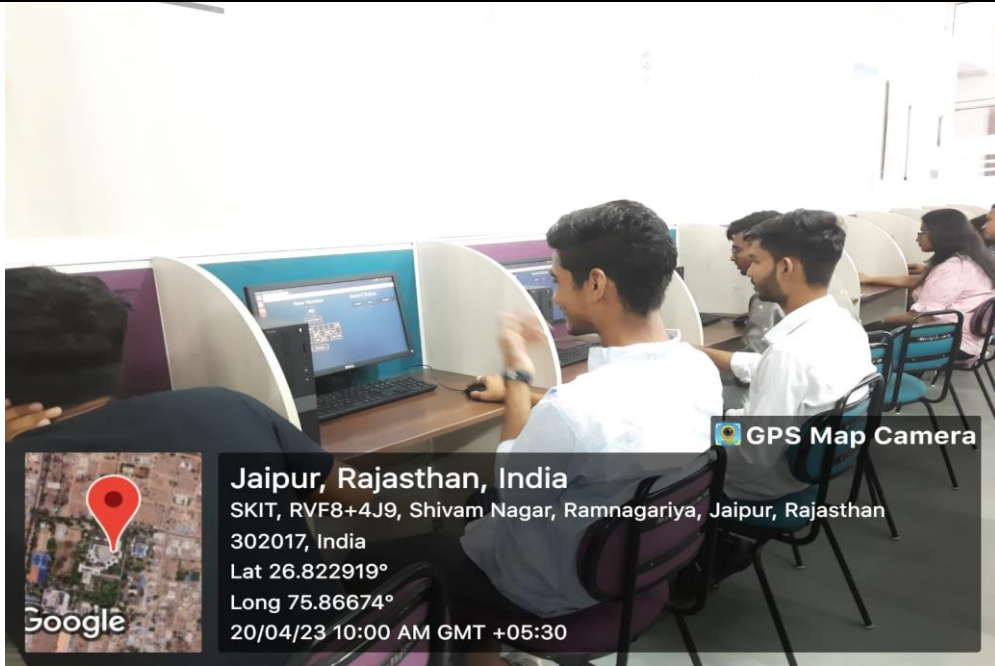 GPS Map Camera
Jaipur, Rajasthan, India
SKIT, RVF8+4J9, Shivam Nagar, Ramnagariya, Jaipur, Rajasthan
302017, India
Lat 26.822919°
Long 75.86674°
20/04/23 10:00 AM GMT +05:30
Google